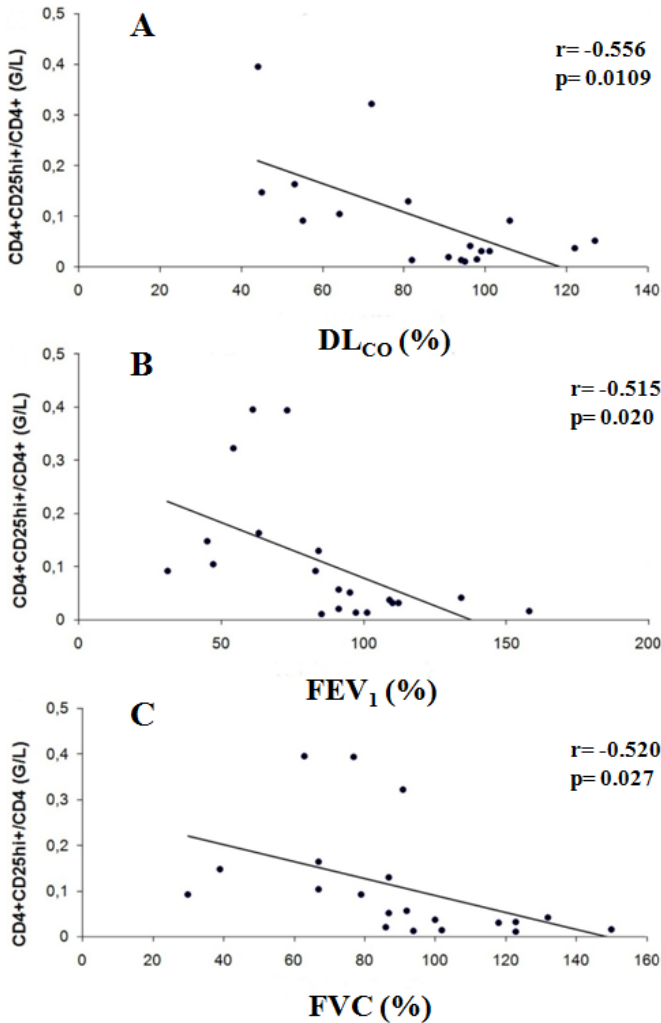 A
r= -0.556
p= 0.0109
CD4+CD25hi+/CD4+ (G/L)
0,5
0,4
0,3
0,2
0,1
0
0 20 40 60 80 100 120 140
DLCO (%)
B
r= -0.515
p= 0.020
CD4+CD25hi+/CD4+ (G/L)
0,5
0,4
0,3
0,2
0,1
0
0 50 100 150 200
FEV1 (%)
C
r= -0.520
p= 0.027
CD4+CD25hi+/CD4 (G/L)
0,5
0,4
0,3
0,2
0,1
0
0 20 40 60 80 100 120 140 160
FVC (%)